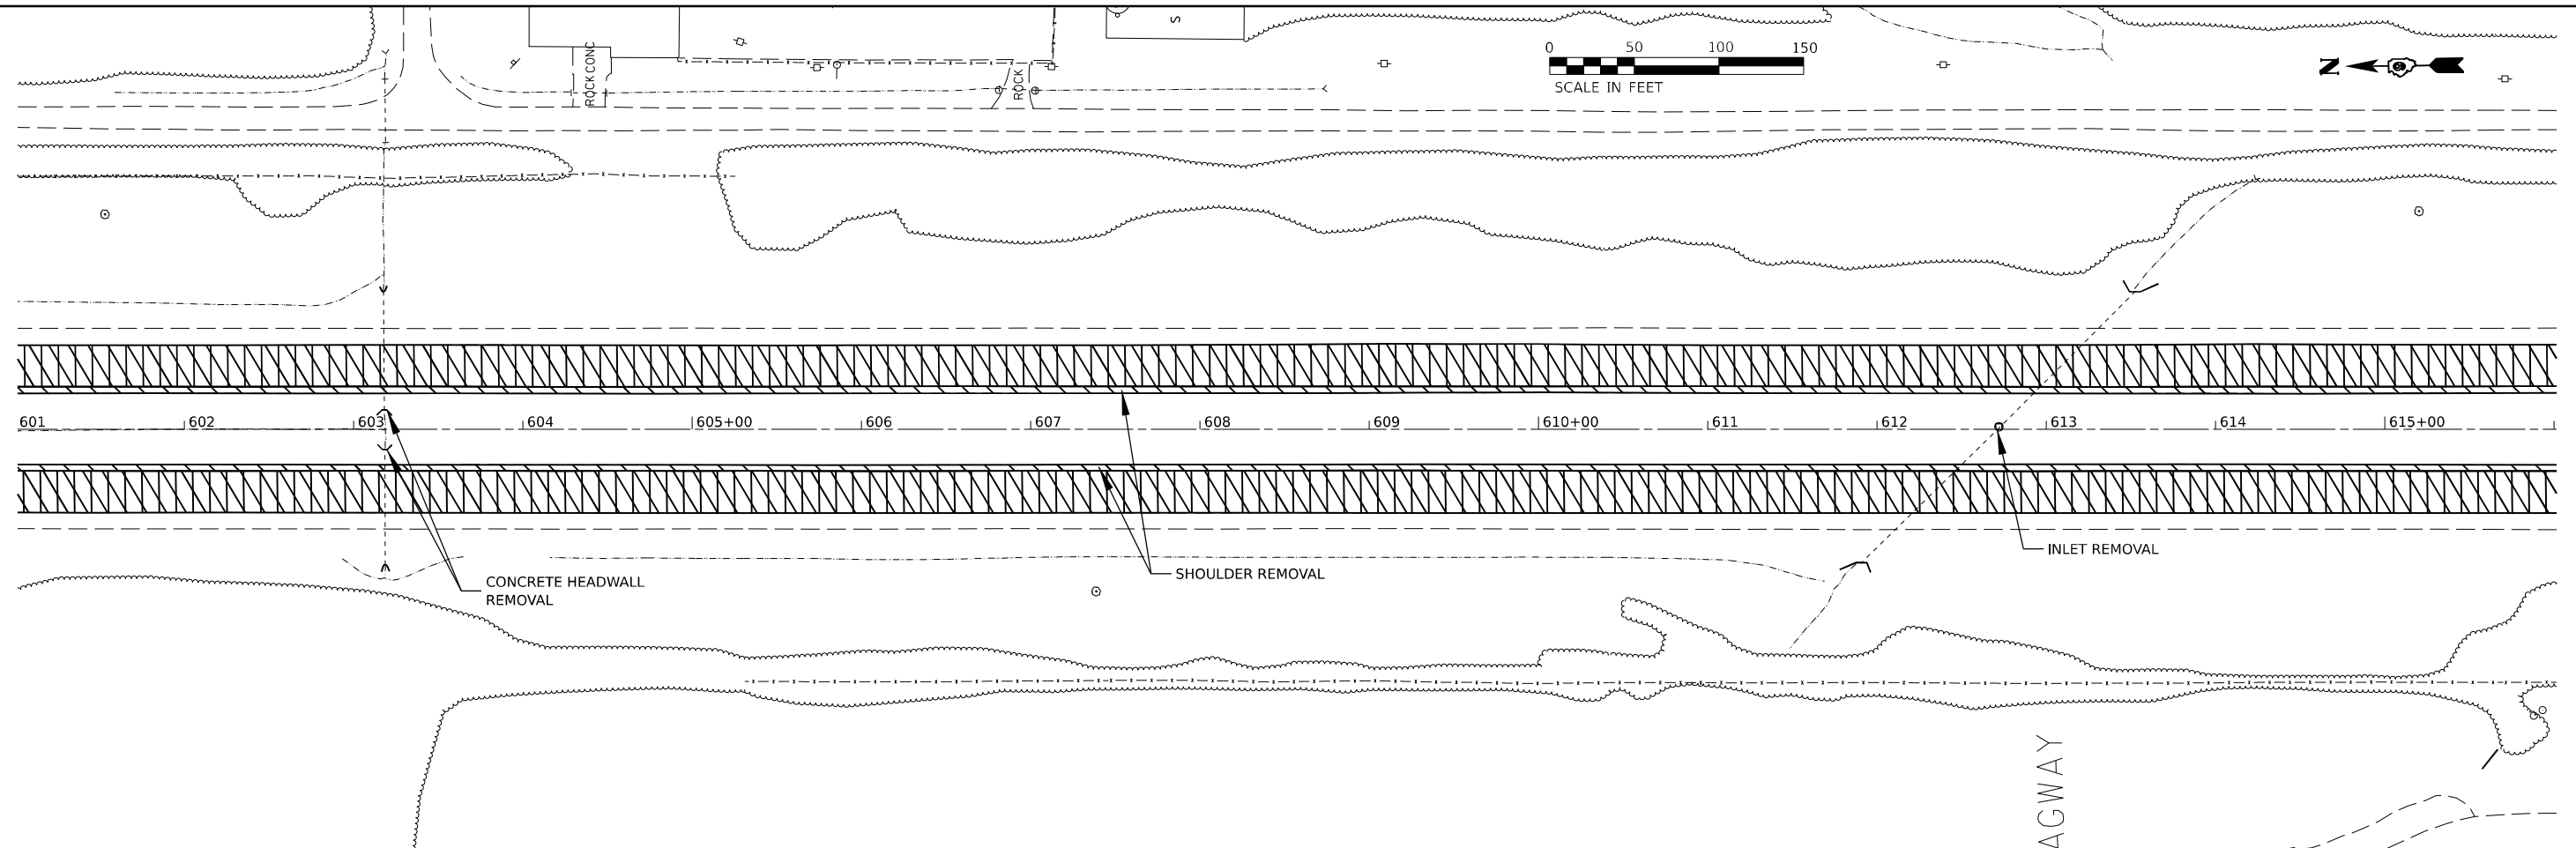 S
ROCK CONC
ROCK
0 50 100 150
SCALE IN FEET
N
601 602 603 604 605+00 606 607 608 609 610+00 611 612 613 614 615+00
INLET REMOVAL
SHOULDER REMOVAL
CONCRETE HEADWALL
REMOVAL
AGWAY